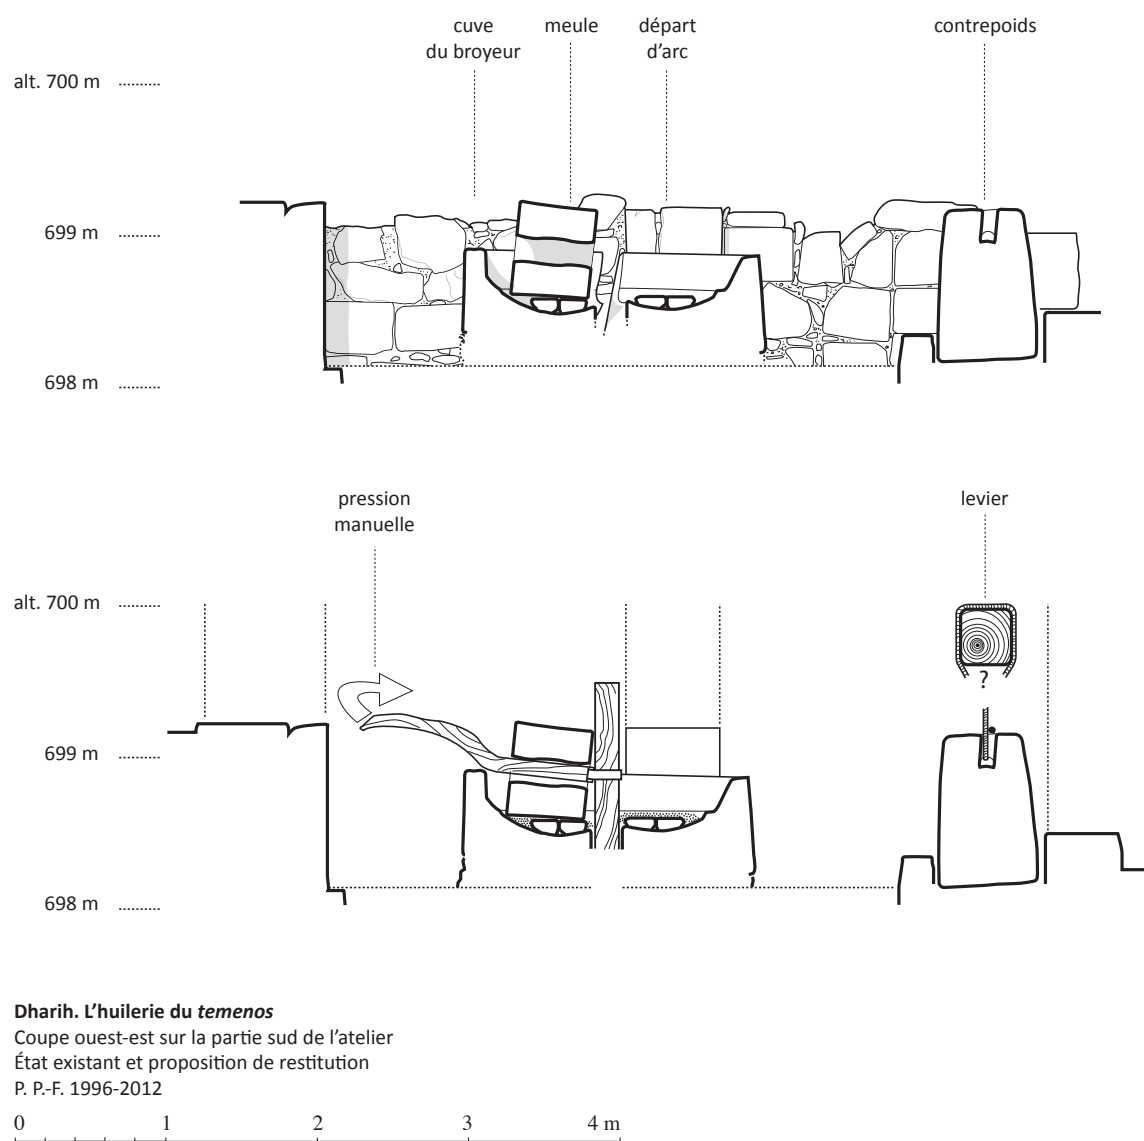 cuve
du broyeur
meule
départ
d’arc
contrepoids
alt. 700 m
699 m
698 m
pression
manuelle
levier
alt. 700 m
?
699 m
698 m
Dharih. L’huilerie du temenos
Coupe ouest-est sur la partie sud de l’atelier
État existant et proposition de restitution
P. P.-F. 1996-2012
0 1 2 3 4 m